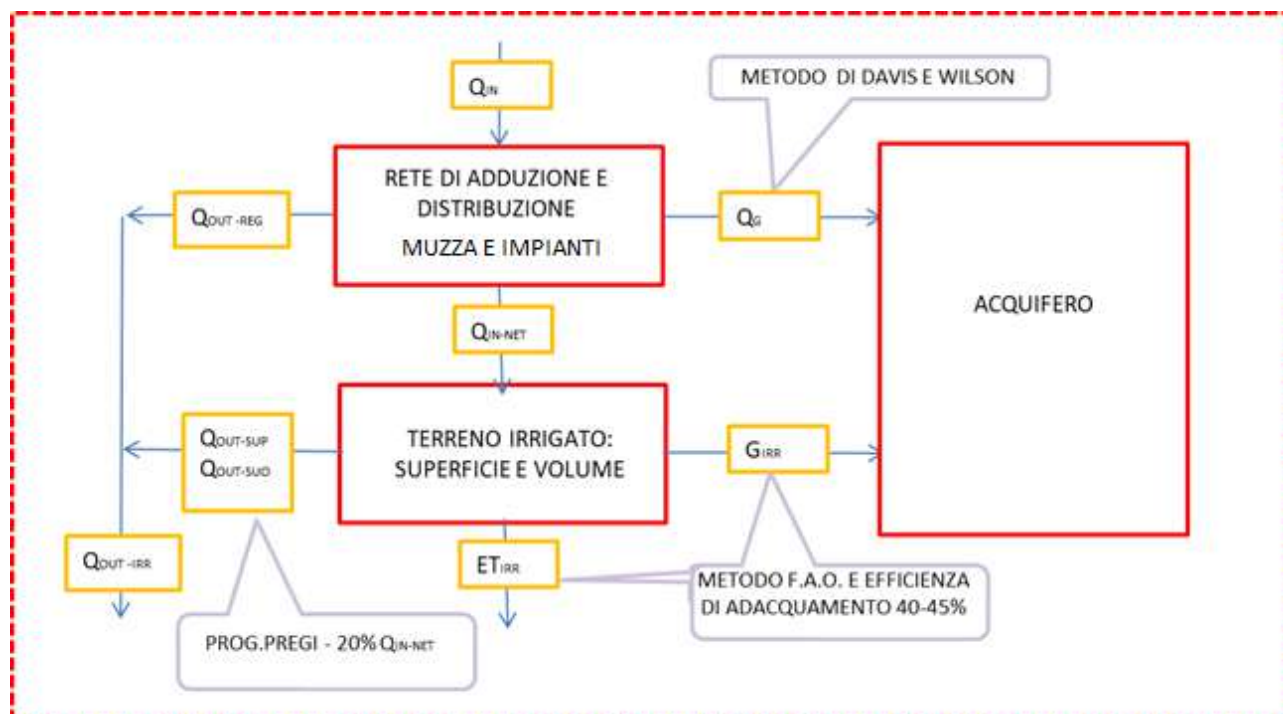 METODO DI DAVIS E WILSON
QIN
RETE DI ADDUZIONE E
DISTRIBUZIONE
MUZZA E IMPIANTI
QOUT -REG
QG
ACQUIFERO
QIN-NET
TERRENO IRRIGATO:
SUPERFICIE E VOLUME
QOUT-SUP
QOUT-SUO
GIRR
QOUT -IRR
ETIRR
METODO F.A.O. E EFFICIENZA
DI ADACQUAMENTO 40-45%
PROG.PREGI - 20% QIN-NET